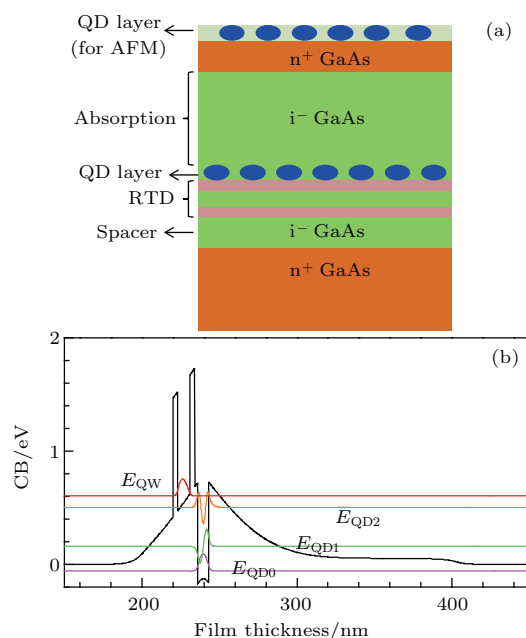 QD layer
(for AFM)
(a)
n⁺ GaAs
Absorption
i⁻ GaAs
QD layer
RTD
Spacer
i⁻ GaAs
n⁺ GaAs
(b)
2
1
0
CB/eV
E_QW
E_QD2
E_QD1
E_QD0
200
300
400
Film thickness/nm